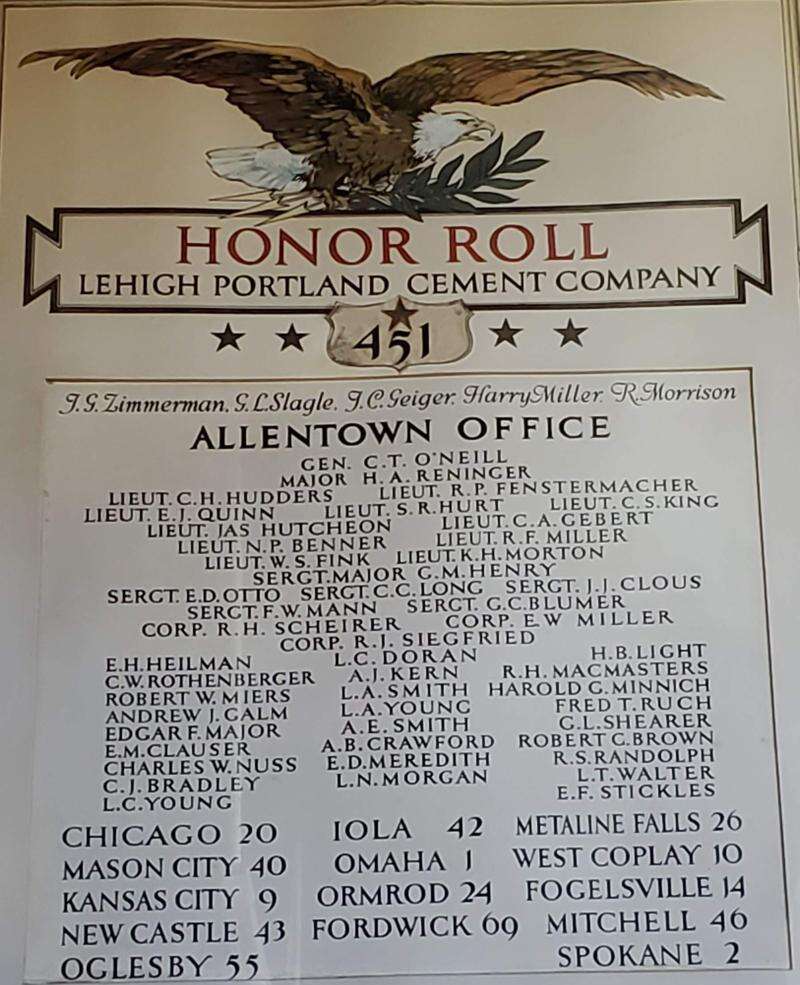 HONOR ROLL
LEHIGH PORTLAND CEMENT COMPANY
451
J.G.Zimmerman. G.L.Slagle. J.C.Geiger. Harry Miller. R.Morrison
ALLENTOWN OFFICE
GEN. C.T. O'NEILL
MAJOR H.A. RENINGER
LIEUT. C.H. HUDDERS LIEUT. R.P. FENSTERMACHER
LIEUT. E.J. QUINN LIEUT. S.R. HURT LIEUT. C.S. KING
LIEUT. JAS HUTCHEON LIEUT. C.A. GEBERT
LIEUT. N.P. BENNER LIEUT. R.F. MILLER
LIEUT. W.S. FINK LIEUT. K.H. MORTON
SERGT. MAJOR G.M. HENRY
SERGT. E.D. OTTO SERGT. C.C. LONG SERGT. J.J. CLOUS
SERGT. F.W. MANN SERGT. G.C. BLUMER
CORP. R.H. SCHEIRER CORP. E.W MILLER
CORP. R.J. SIEGFRIED
E.H. HEILMAN L.C. DORAN H.B. LIGHT
C.W. ROTHENBERGER A.J. KERN R.H. MACMASTERS
ROBERT W. MIERS L.A. SMITH HAROLD G. MINNICH
ANDREW J. GALM L.A. YOUNG FRED T. RUCH
EDGAR F. MAJOR A.E. SMITH G.L. SHEARER
E.M. CLAUSER A.B. CRAWFORD ROBERT G. BROWN
CHARLES W. NUSS E.D. MEREDITH R.S. RANDOLPH
C.J. BRADLEY L.N. MORGAN L.T. WALTER
L.C. YOUNG E.F. STICKLES
CHICAGO 20 IOLA 42 METALINE FALLS 26
MASON CITY 40 OMAHA 1 WEST COPLAY 10
KANSAS CITY 9 ORMROD 24 FOGELSVILLE 14
NEW CASTLE 43 FORDWICK 69 MITCHELL 46
OGLESBY 55 SPOKANE 2